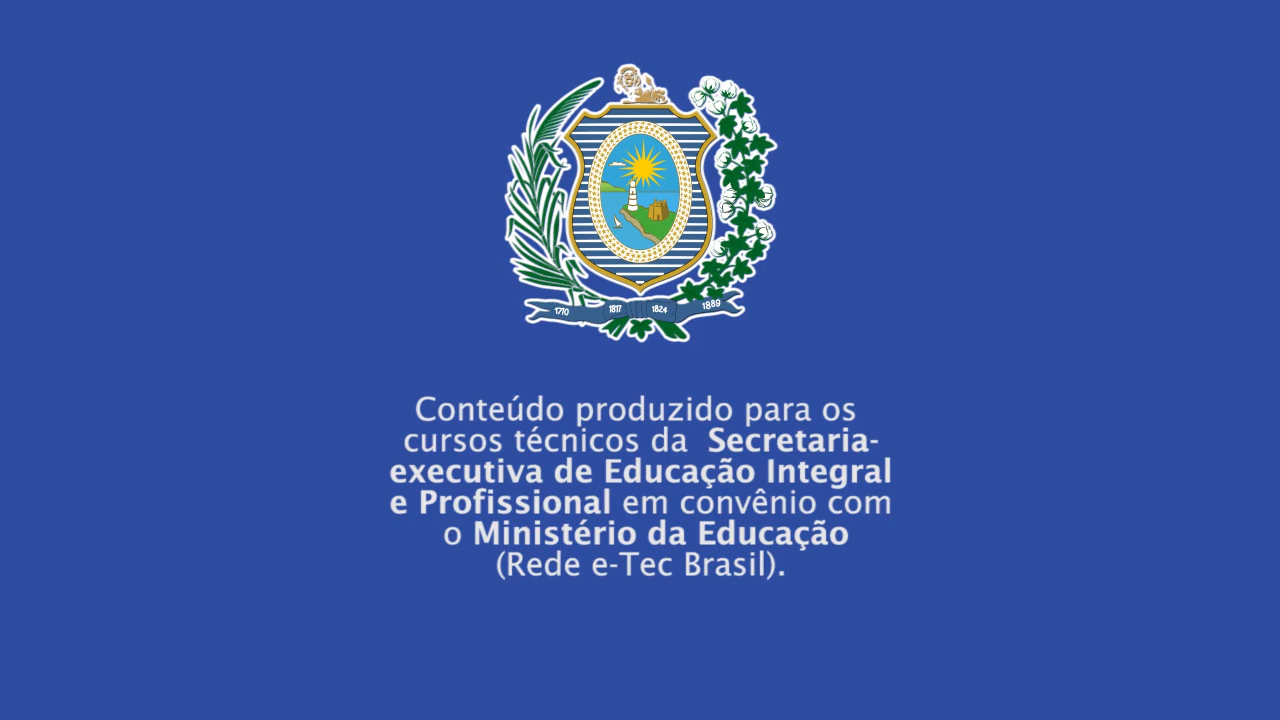 1710 1817 1824 1889
Conteúdo produzido para os
cursos técnicos da Secretaria-
executiva de Educação Integral
e Profissional em convênio com
o Ministério da Educação
(Rede e-Tec Brasil).